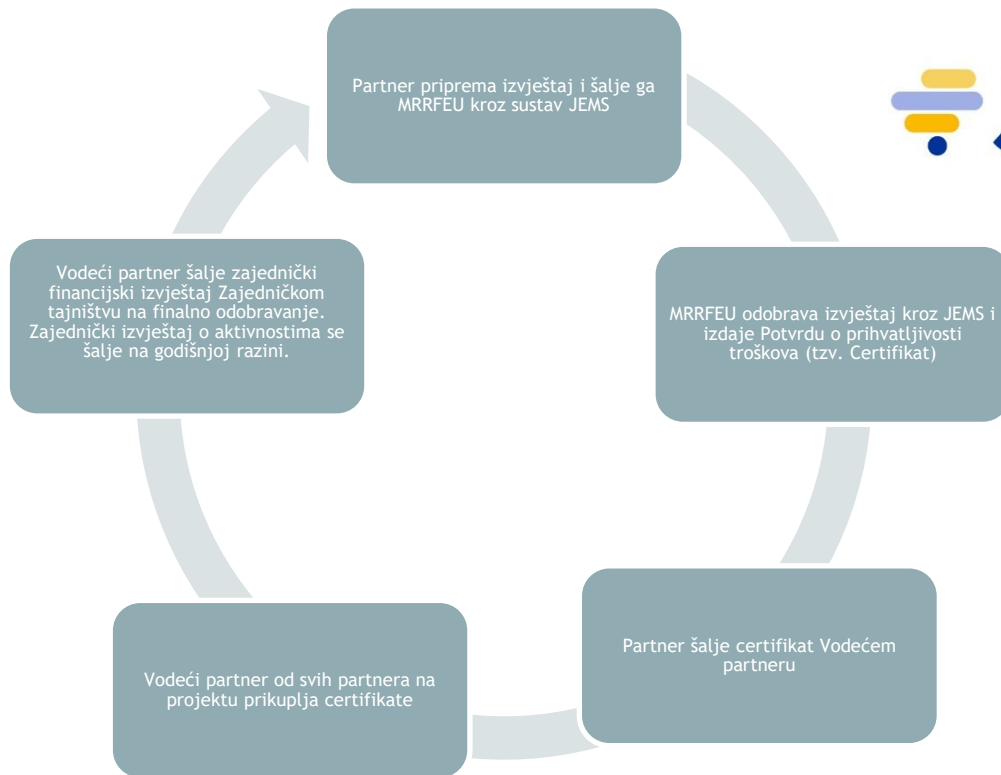 Partner priprema izvještaj i šalje ga
MRRFEU kroz sustav JEMS
MRRFEU odobrava izvještaj kroz JEMS i
izdaje Potvrdu o prihvatljivosti
troškova (tzv. Certifikat)
Partner šalje certifikat Vodećem
partneru
Vodeći partner od svih partnera na
projektu prikuplja certifikate
Vodeći partner šalje zajednički
financijski izvještaj Zajedničkom
tajništvu na finalno odobravanje.
Zajednički izvještaj o aktivnostima se
šalje na godišnjoj razini.